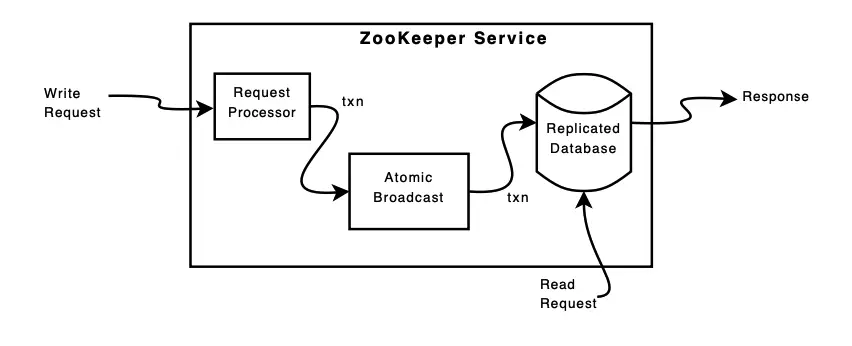 ZooKeeper Service
Write
Request
Request
Processor
txn
Atomic
Broadcast
txn
Replicated
Database
Response
Read
Request